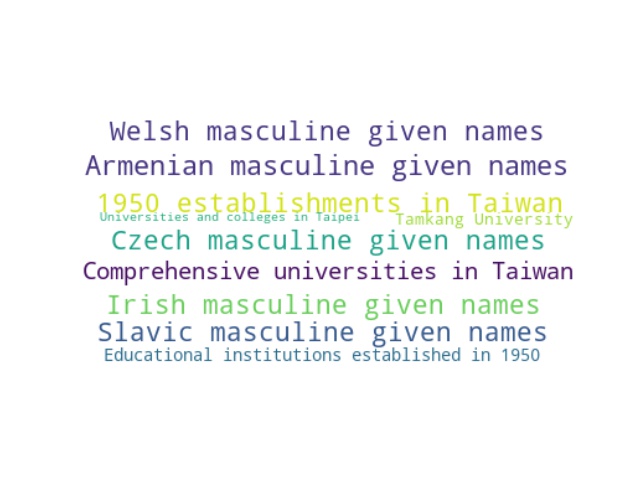 Welsh masculine given names
Armenian masculine given names
1950 establishments in Taiwan
Universities and colleges in Taipei
Tamkang University
Czech masculine given names
Comprehensive universities in Taiwan
Irish masculine given names
Slavic masculine given names
Educational institutions established in 1950